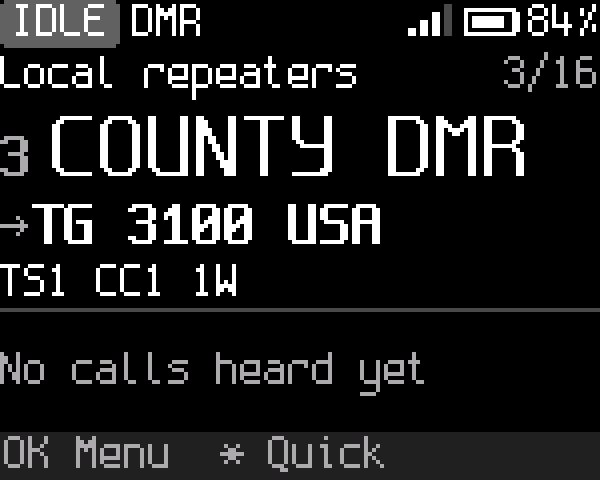 IDLE DMR 84%
Local repeaters 3/16
3 COUNTY DMR
→TG 3100 USA
TS1 CC1 1W
No calls heard yet
OK Menu * Quick